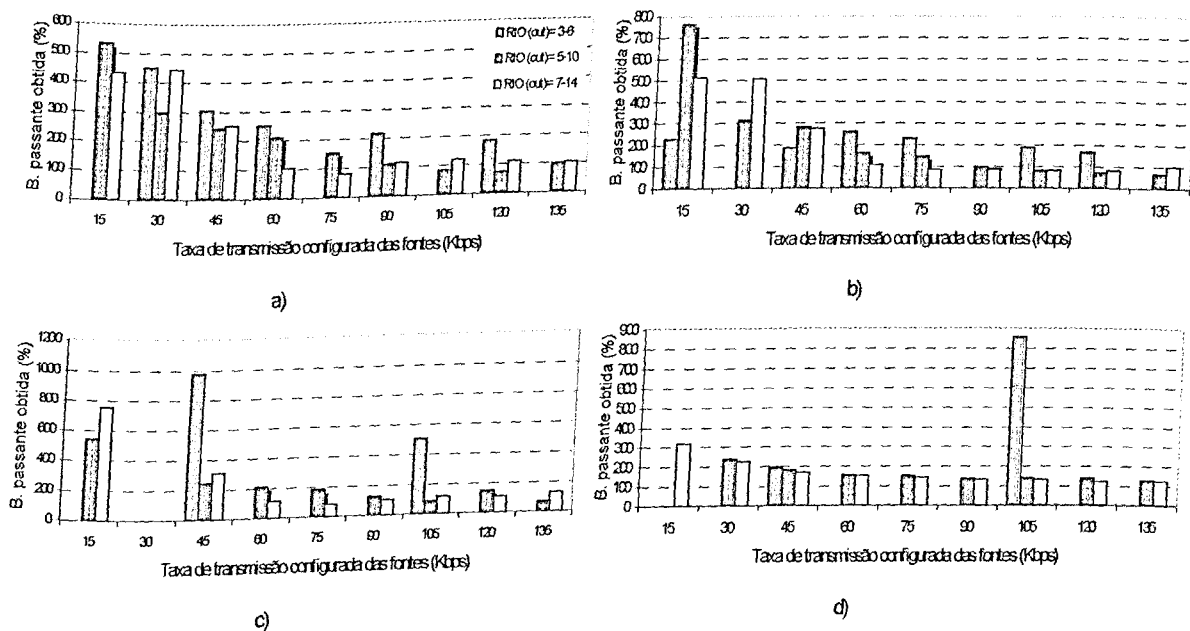 B. passante obtida (%)
600
500
400
300
200
100
0
RIO (out)= 3-6
RIO (out)= 5-10
RIO (out)= 7-14
15 30 45 60 75 90 105 120 135
Taxa de transmissão configurada das fontes (Kbps)
a)
B. passante obtida (%)
800
700
600
500
400
300
200
100
0
15 30 45 60 75 90 105 120 135
Taxa de transmissão configurada das fontes (Kbps)
b)
B. passante obtida (%)
1200
1000
800
600
400
200
0
15 30 45 60 75 90 105 120 135
Taxa de transmissão configurada das fontes (Kbps)
c)
B. passante obtida (%)
900
800
700
600
500
400
300
200
100
0
15 30 45 60 75 90 105 120 135
Taxa de transmissão configurada das fontes (Kbps)
d)